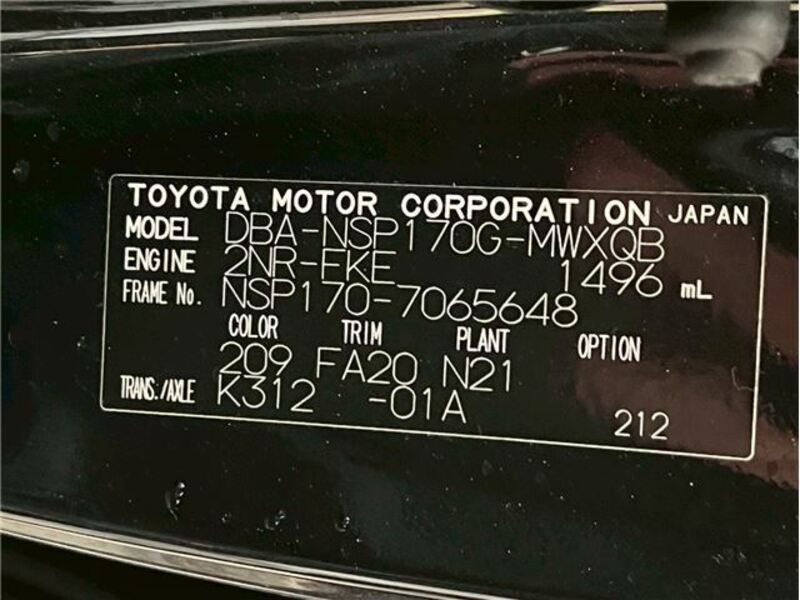 TOYOTA MOTOR CORPORATION JAPAN
MODEL DBA-NSP170G-MWXQB
ENGINE 2NR-FKE 1496 mL
FRAME No. NSP170-7065648
COLOR TRIM PLANT OPTION
209 FA20 N21
TRANS./AXLE K312 -01A 212